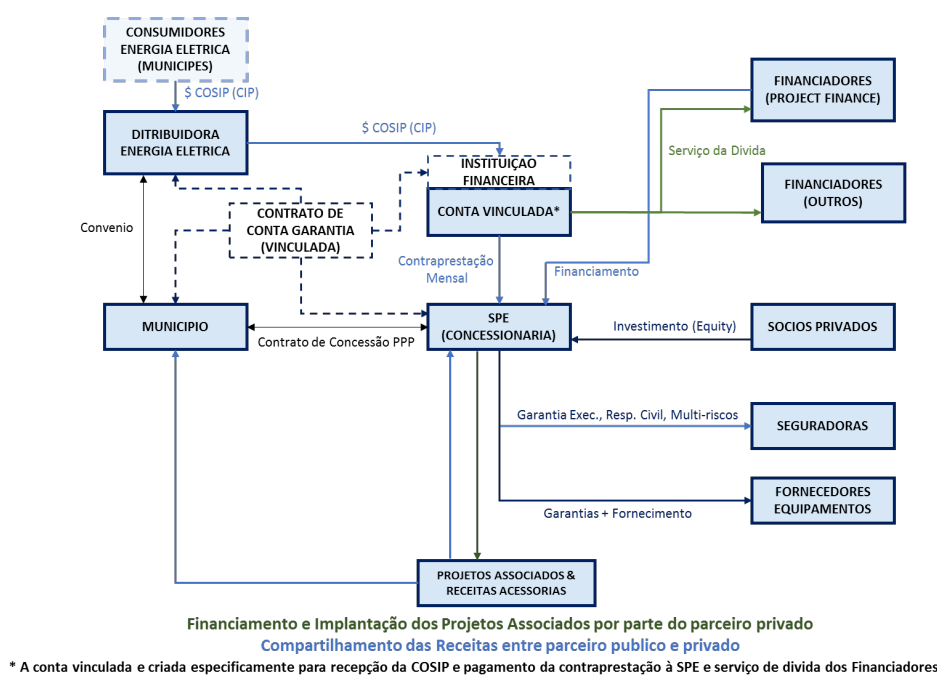 CONSUMIDORES
ENERGIA ELETRICA
(MUNICIPES)
$ COSIP (CIP)
DITRIBUIDORA
ENERGIA ELETRICA
$ COSIP (CIP)
INSTITUIÇAO
FINANCEIRA
CONTA VINCULADA*
FINANCIADORES
(PROJECT FINANCE)
Serviço da Divida
FINANCIADORES
(OUTROS)
Convenio
CONTRATO DE
CONTA GARANTIA
(VINCULADA)
Contraprestação
Mensal
Financiamento
MUNICIPIO
Contrato de Concessão PPP
SPE
(CONCESSIONARIA)
Investimento (Equity)
SOCIOS PRIVADOS
Garantia Exec., Resp. Civil, Multi-riscos
SEGURADORAS
Garantias + Fornecimento
FORNECEDORES
EQUIPAMENTOS
PROJETOS ASSOCIADOS &
RECEITAS ACESSORIAS
Financiamento e Implantação dos Projetos Associados por parte do parceiro privado
Compartilhamento das Receitas entre parceiro publico e privado
* A conta vinculada e criada especificamente para recepção da COSIP e pagamento da contraprestação à SPE e serviço de divida dos Financiadores